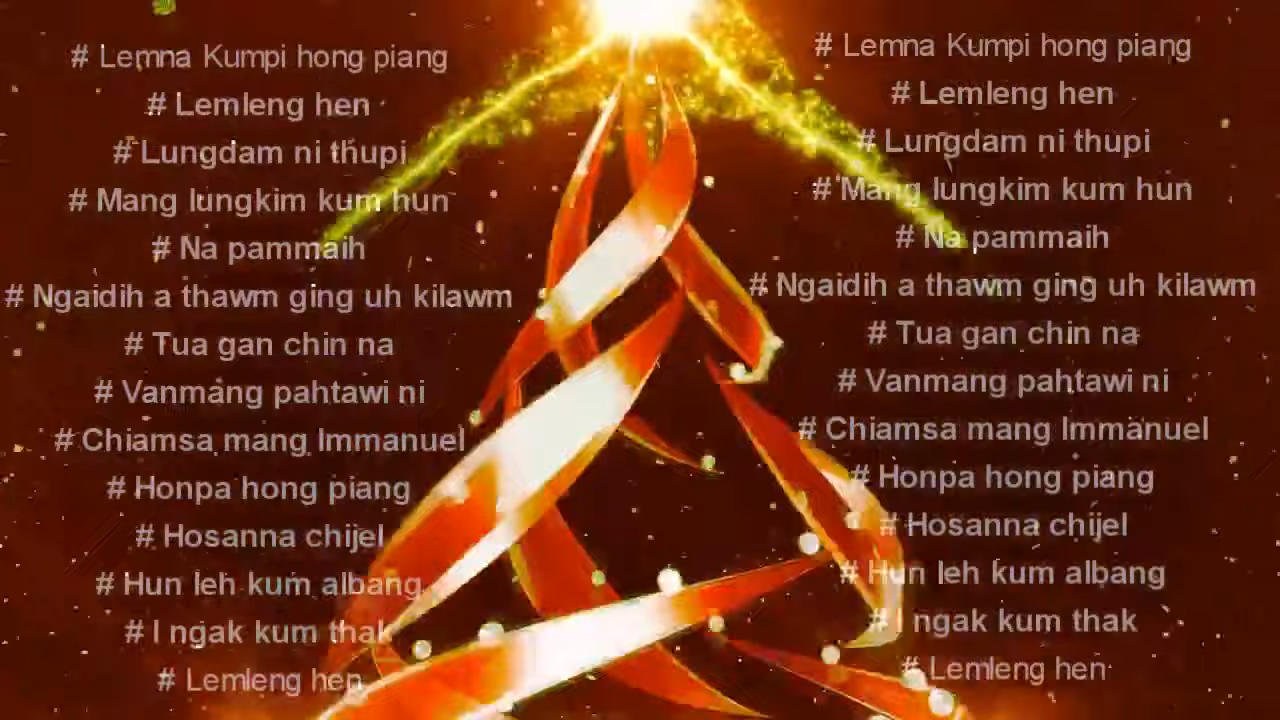 # Lemna Kumpi hong piang
# Lemleng hen
# Lungdam ni thupi
# Mang lungkim kum hun
# Na pammaih
# Ngaidih a thawm ging uh kilawm
# Tua gan chin na
# Vanmang pahtawi ni
# Chiamsa mang Immanuel
# Honpa hong piang
# Hosanna chijel
# Hun leh kum albang
# I ngak kum thak
# Lemleng hen
# Lemna Kumpi hong piang
# Lemleng hen
# Lungdam ni thupi
# Mang lungkim kum hun
# Na pammaih
# Ngaidih a thawm ging uh kilawm
# Tua gan chin na
# Vanmang pahtawi ni
# Chiamsa mang Immanuel
# Honpa hong piang
# Hosanna chijel
# Hun leh kum albang
# I ngak kum thak
# Lemleng hen